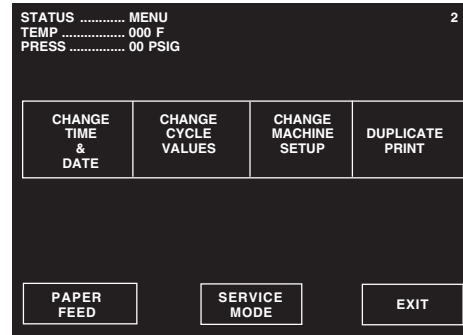 STATUS ............ MENU 2
TEMP ................ 000 F
PRESS ............... 00 PSIG
CHANGE TIME & DATE
CHANGE CYCLE VALUES
CHANGE MACHINE SETUP
DUPLICATE PRINT
PAPER FEED
SERVICE MODE
EXIT